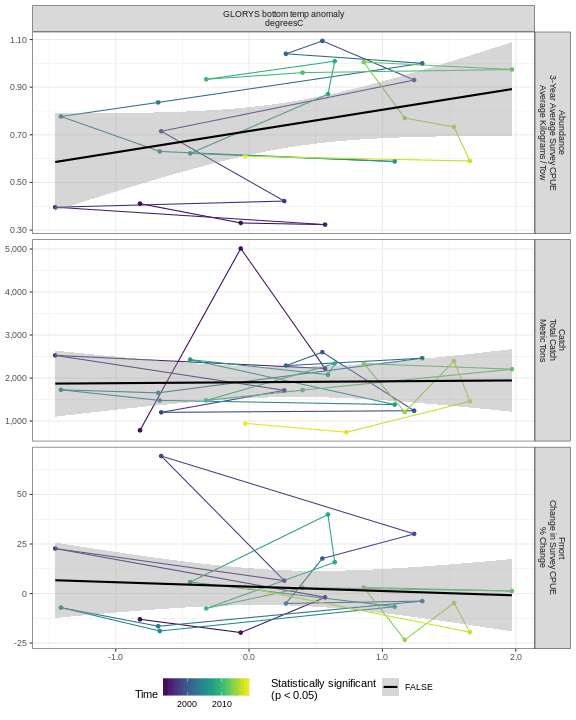 GLORYS bottom temp anomaly
degreesC
1.10
0.90
0.70
0.50
0.30
Abundance
3-Year Average Survey CPUE
Average Kilograms / Tow
5,000
4,000
3,000
2,000
1,000
Catch
Total Catch
Metric Tons
50
25
0
-25
Fmort
Change in Survey CPUE
% Change
-1.0 0.0 1.0 2.0
Time
2000 2010
Statistically significant
(p < 0.05)
FALSE